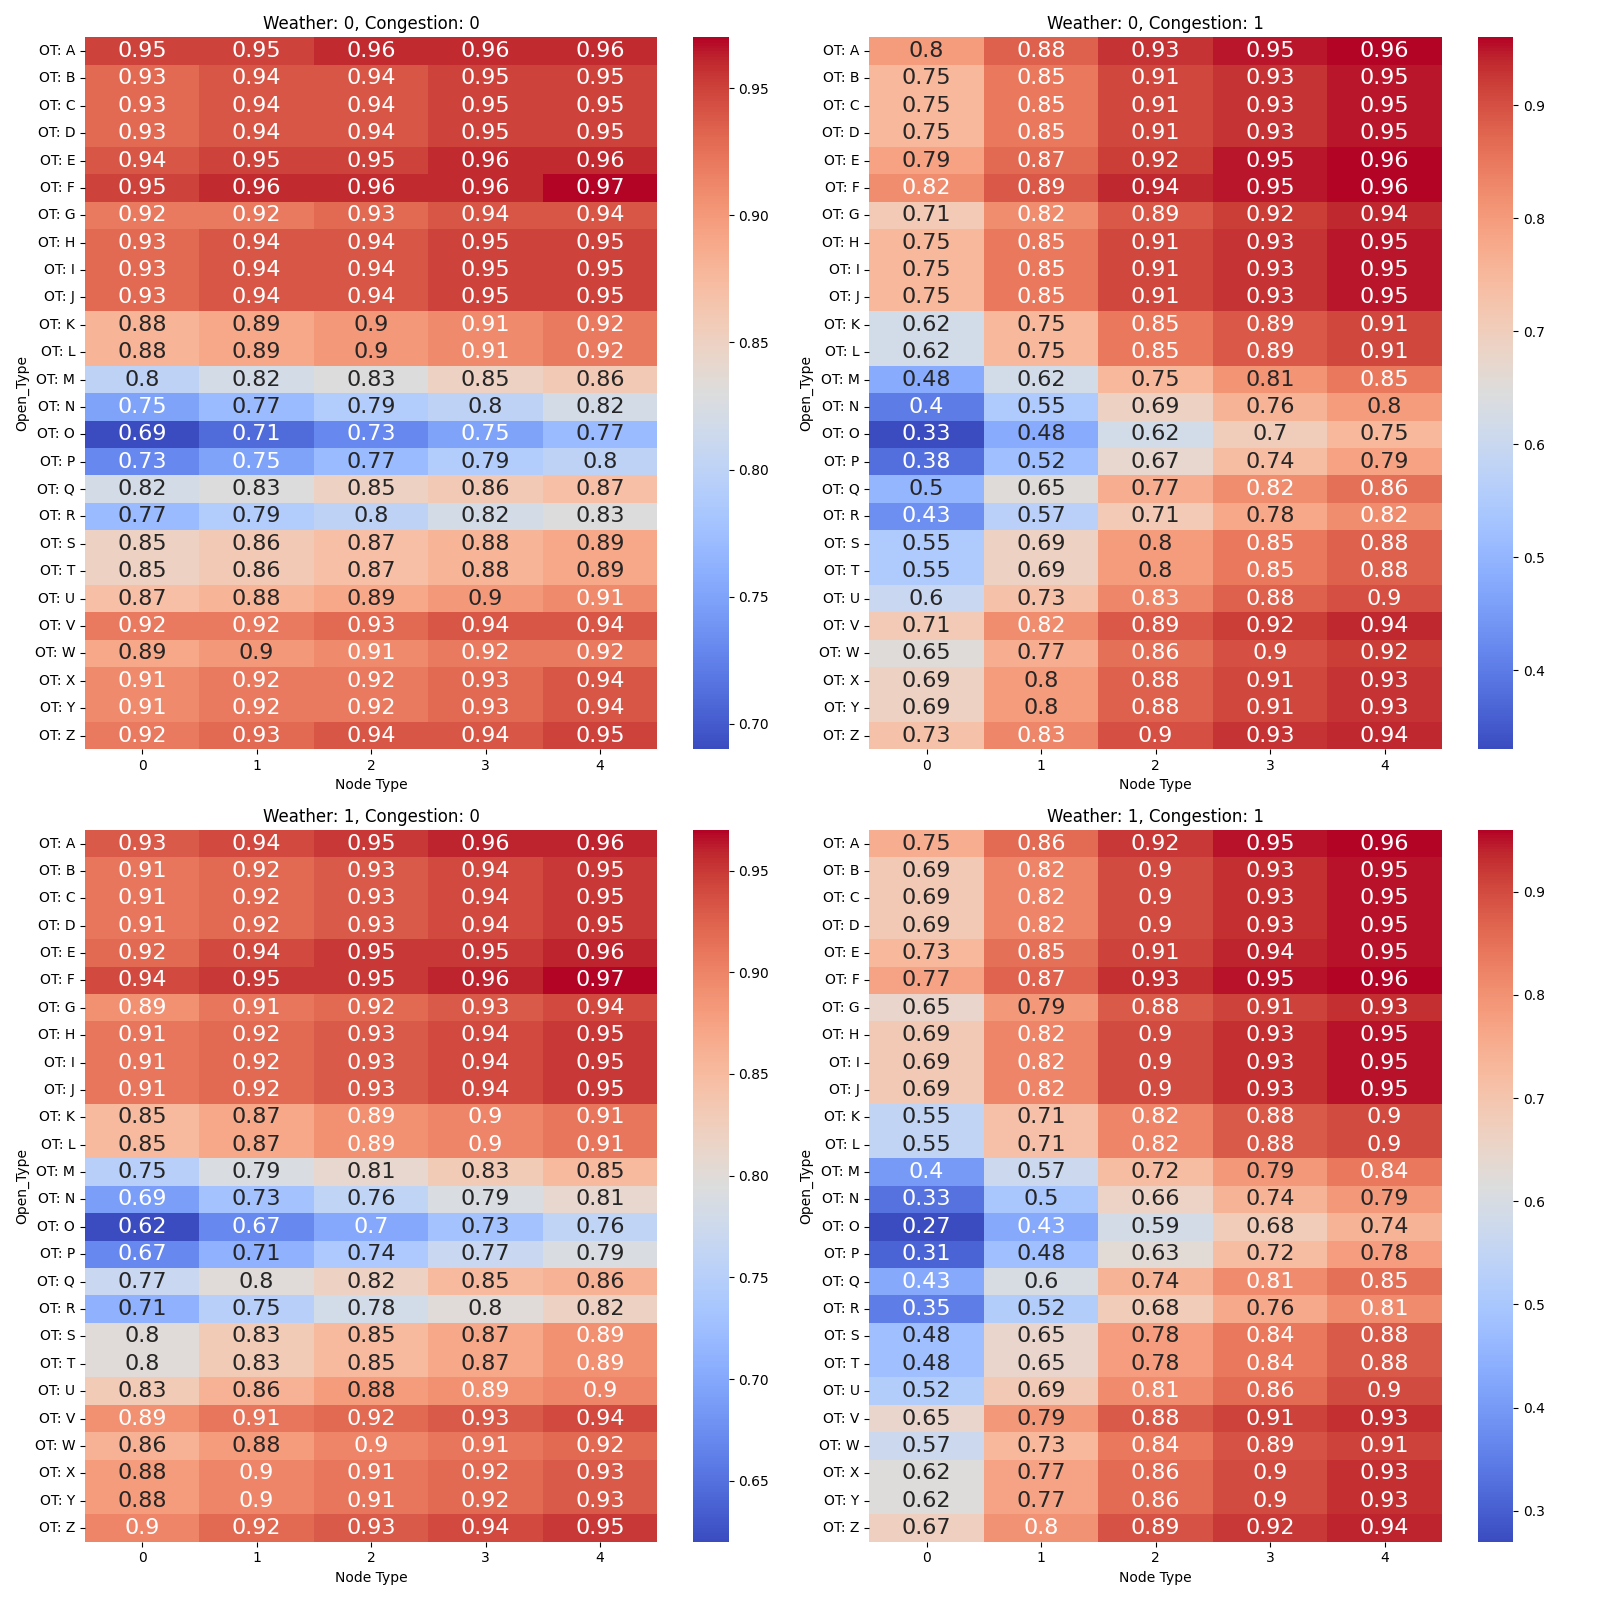 Weather: 0, Congestion: 0
OT: A 0.95 0.95 0.96 0.96 0.96
OT: B 0.93 0.94 0.94 0.95 0.95
OT: C 0.93 0.94 0.94 0.95 0.95
OT: D 0.93 0.94 0.94 0.95 0.95
OT: E 0.94 0.95 0.95 0.96 0.96
OT: F 0.95 0.96 0.96 0.96 0.97
OT: G 0.92 0.92 0.93 0.94 0.94
OT: H 0.93 0.94 0.94 0.95 0.95
OT: I 0.93 0.94 0.94 0.95 0.95
OT: J 0.93 0.94 0.94 0.95 0.95
OT: K 0.88 0.89 0.9 0.91 0.92
OT: L 0.88 0.89 0.9 0.91 0.92
OT: M 0.8 0.82 0.83 0.85 0.86
OT: N 0.75 0.77 0.79 0.8 0.82
OT: O 0.69 0.71 0.73 0.75 0.77
OT: P 0.73 0.75 0.77 0.79 0.8
OT: Q 0.82 0.83 0.85 0.86 0.87
OT: R 0.77 0.79 0.8 0.82 0.83
OT: S 0.85 0.86 0.87 0.88 0.89
OT: T 0.85 0.86 0.87 0.88 0.89
OT: U 0.87 0.88 0.89 0.9 0.91
OT: V 0.92 0.92 0.93 0.94 0.94
OT: W 0.89 0.9 0.91 0.92 0.92
OT: X 0.91 0.92 0.92 0.93 0.94
OT: Y 0.91 0.92 0.92 0.93 0.94
OT: Z 0.92 0.93 0.94 0.94 0.95
0 1 2 3 4
Node Type
Open_Type
0.95
0.90
0.85
0.80
0.75
0.70
Weather: 0, Congestion: 1
OT: A 0.8 0.88 0.93 0.95 0.96
OT: B 0.75 0.85 0.91 0.93 0.95
OT: C 0.75 0.85 0.91 0.93 0.95
OT: D 0.75 0.85 0.91 0.93 0.95
OT: E 0.79 0.87 0.92 0.95 0.96
OT: F 0.82 0.89 0.94 0.95 0.96
OT: G 0.71 0.82 0.89 0.92 0.94
OT: H 0.75 0.85 0.91 0.93 0.95
OT: I 0.75 0.85 0.91 0.93 0.95
OT: J 0.75 0.85 0.91 0.93 0.95
OT: K 0.62 0.75 0.85 0.89 0.91
OT: L 0.62 0.75 0.85 0.89 0.91
OT: M 0.48 0.62 0.75 0.81 0.85
OT: N 0.4 0.55 0.69 0.76 0.8
OT: O 0.33 0.48 0.62 0.7 0.75
OT: P 0.38 0.52 0.67 0.74 0.79
OT: Q 0.5 0.65 0.77 0.82 0.86
OT: R 0.43 0.57 0.71 0.78 0.82
OT: S 0.55 0.69 0.8 0.85 0.88
OT: T 0.55 0.69 0.8 0.85 0.88
OT: U 0.6 0.73 0.83 0.88 0.9
OT: V 0.71 0.82 0.89 0.92 0.94
OT: W 0.65 0.77 0.86 0.9 0.92
OT: X 0.69 0.8 0.88 0.91 0.93
OT: Y 0.69 0.8 0.88 0.91 0.93
OT: Z 0.73 0.83 0.9 0.93 0.94
0 1 2 3 4
Node Type
Open_Type
0.9
0.8
0.7
0.6
0.5
0.4
Weather: 1, Congestion: 0
OT: A 0.93 0.94 0.95 0.96 0.96
OT: B 0.91 0.92 0.93 0.94 0.95
OT: C 0.91 0.92 0.93 0.94 0.95
OT: D 0.91 0.92 0.93 0.94 0.95
OT: E 0.92 0.94 0.95 0.95 0.96
OT: F 0.94 0.95 0.95 0.96 0.97
OT: G 0.89 0.91 0.92 0.93 0.94
OT: H 0.91 0.92 0.93 0.94 0.95
OT: I 0.91 0.92 0.93 0.94 0.95
OT: J 0.91 0.92 0.93 0.94 0.95
OT: K 0.85 0.87 0.89 0.9 0.91
OT: L 0.85 0.87 0.89 0.9 0.91
OT: M 0.75 0.79 0.81 0.83 0.85
OT: N 0.69 0.73 0.76 0.79 0.81
OT: O 0.62 0.67 0.7 0.73 0.76
OT: P 0.67 0.71 0.74 0.77 0.79
OT: Q 0.77 0.8 0.82 0.85 0.86
OT: R 0.71 0.75 0.78 0.8 0.82
OT: S 0.8 0.83 0.85 0.87 0.89
OT: T 0.8 0.83 0.85 0.87 0.89
OT: U 0.83 0.86 0.88 0.89 0.9
OT: V 0.89 0.91 0.92 0.93 0.94
OT: W 0.86 0.88 0.9 0.91 0.92
OT: X 0.88 0.9 0.91 0.92 0.93
OT: Y 0.88 0.9 0.91 0.92 0.93
OT: Z 0.9 0.92 0.93 0.94 0.95
0 1 2 3 4
Node Type
Open_Type
0.95
0.90
0.85
0.80
0.75
0.70
0.65
Weather: 1, Congestion: 1
OT: A 0.75 0.86 0.92 0.95 0.96
OT: B 0.69 0.82 0.9 0.93 0.95
OT: C 0.69 0.82 0.9 0.93 0.95
OT: D 0.69 0.82 0.9 0.93 0.95
OT: E 0.73 0.85 0.91 0.94 0.95
OT: F 0.77 0.87 0.93 0.95 0.96
OT: G 0.65 0.79 0.88 0.91 0.93
OT: H 0.69 0.82 0.9 0.93 0.95
OT: I 0.69 0.82 0.9 0.93 0.95
OT: J 0.69 0.82 0.9 0.93 0.95
OT: K 0.55 0.71 0.82 0.88 0.9
OT: L 0.55 0.71 0.82 0.88 0.9
OT: M 0.4 0.57 0.72 0.79 0.84
OT: N 0.33 0.5 0.66 0.74 0.79
OT: O 0.27 0.43 0.59 0.68 0.74
OT: P 0.31 0.48 0.63 0.72 0.78
OT: Q 0.43 0.6 0.74 0.81 0.85
OT: R 0.35 0.52 0.68 0.76 0.81
OT: S 0.48 0.65 0.78 0.84 0.88
OT: T 0.48 0.65 0.78 0.84 0.88
OT: U 0.52 0.69 0.81 0.86 0.9
OT: V 0.65 0.79 0.88 0.91 0.93
OT: W 0.57 0.73 0.84 0.89 0.91
OT: X 0.62 0.77 0.86 0.9 0.93
OT: Y 0.62 0.77 0.86 0.9 0.93
OT: Z 0.67 0.8 0.89 0.92 0.94
0 1 2 3 4
Node Type
Open_Type
0.9
0.8
0.7
0.6
0.5
0.4
0.3